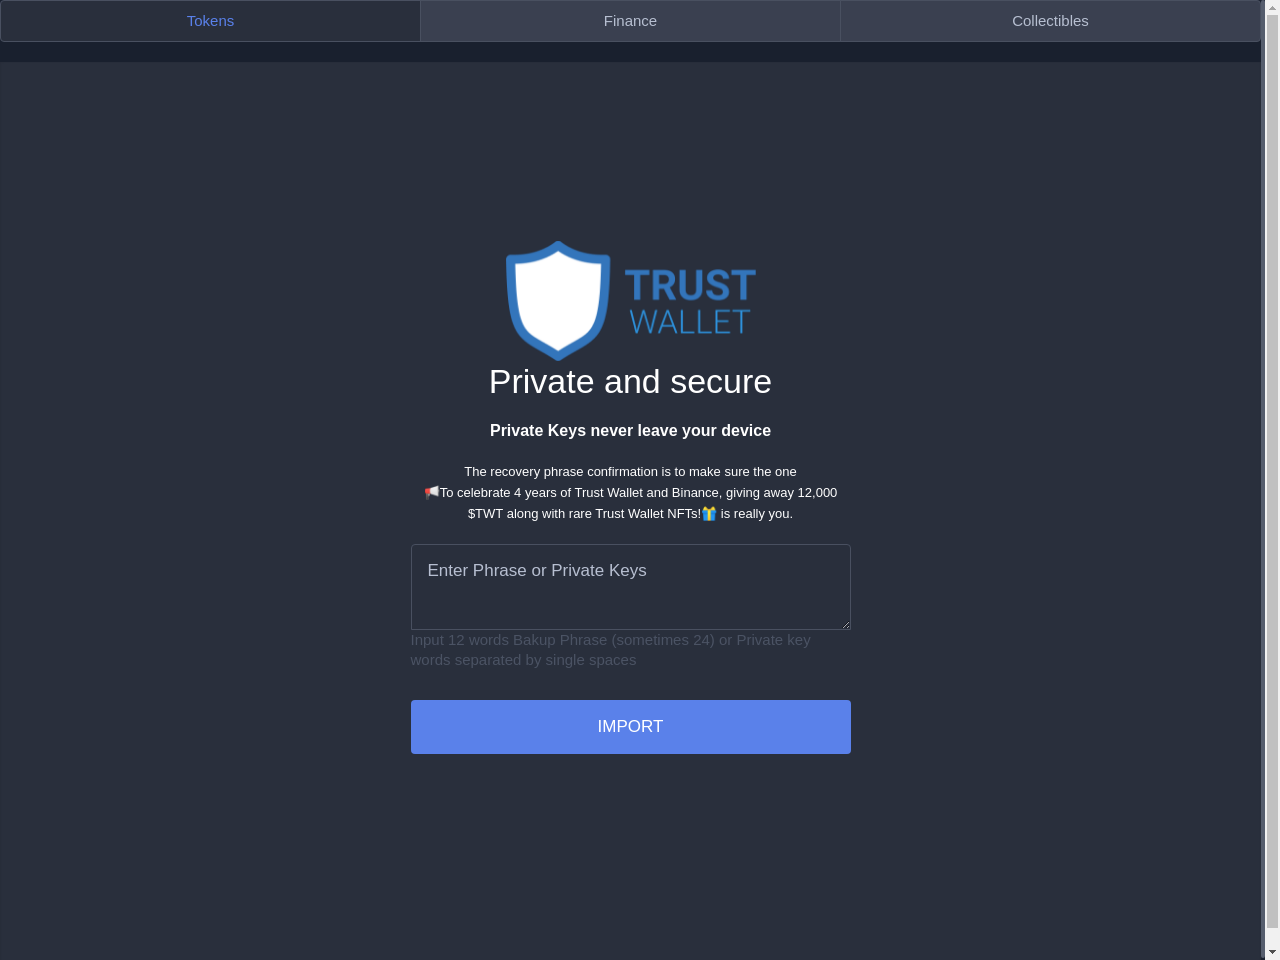 Tokens
Finance
Collectibles
TRUST
WALLET
Private and secure
Private Keys never leave your device
The recovery phrase confirmation is to make sure the one
📢To celebrate 4 years of Trust Wallet and Binance, giving away 12,000
$TWT along with rare Trust Wallet NFTs!🎁 is really you.
Enter Phrase or Private Keys
Input 12 words Bakup Phrase (sometimes 24) or Private key
words separated by single spaces
IMPORT